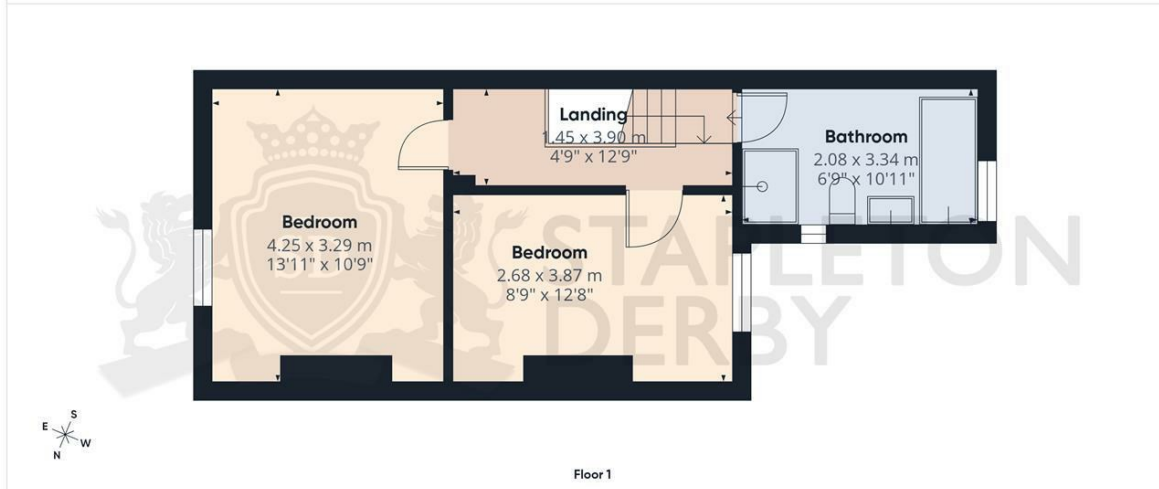 Landing
1.45 x 3.90 m
4'9" x 12'9"
Bathroom
2.08 x 3.34 m
6'9" x 10'11"
Bedroom
4.25 x 3.29 m
13'11" x 10'9"
Bedroom
2.68 x 3.87 m
8'9" x 12'8"
STAPLETON
DERBY
S
E
W
N
Floor 1